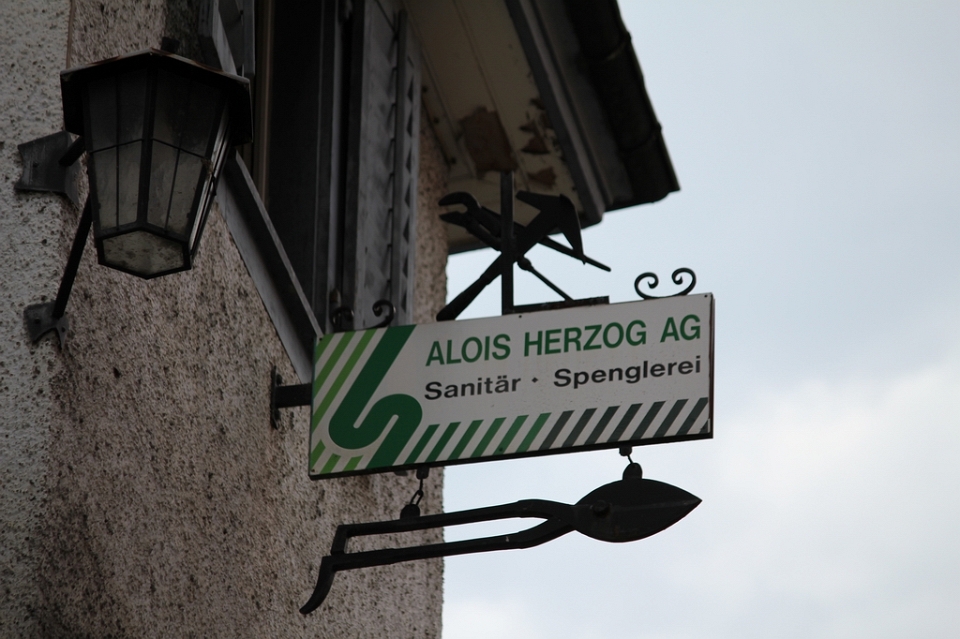 ALOIS HERZOG AG
Sanitär · Spenglerei